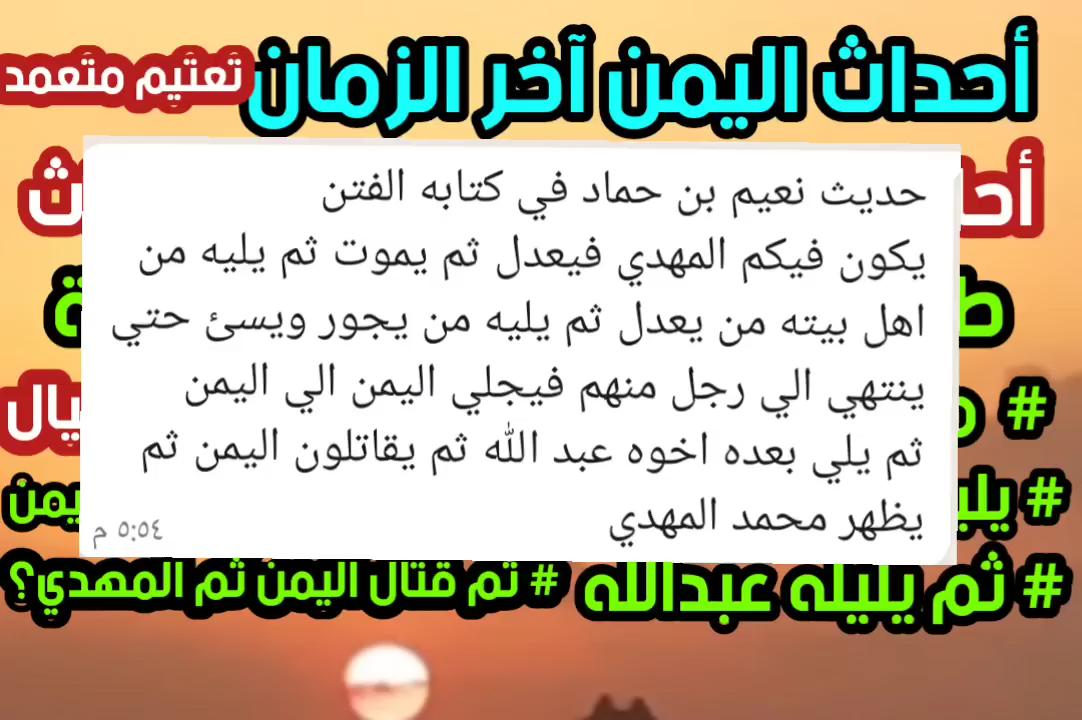 أحداث اليمن آخر الزمان
تعتيم متعمد
حديث نعيم بن حماد في كتابه الفتن
يكون فيكم المهدي فيعدل ثم يموت ثم يليه من
اهل بيته من يعدل ثم يليه من يجور ويسئ حتي
ينتهي الي رجل منهم فيجلي اليمن الي اليمن
ثم يلي بعده اخوه عبد الله ثم يقاتلون اليمن ثم
يظهر محمد المهدي
٥:٥٤ م
# ثم يليله عبدالله # ثم قتال اليمن ثم المهدي؟